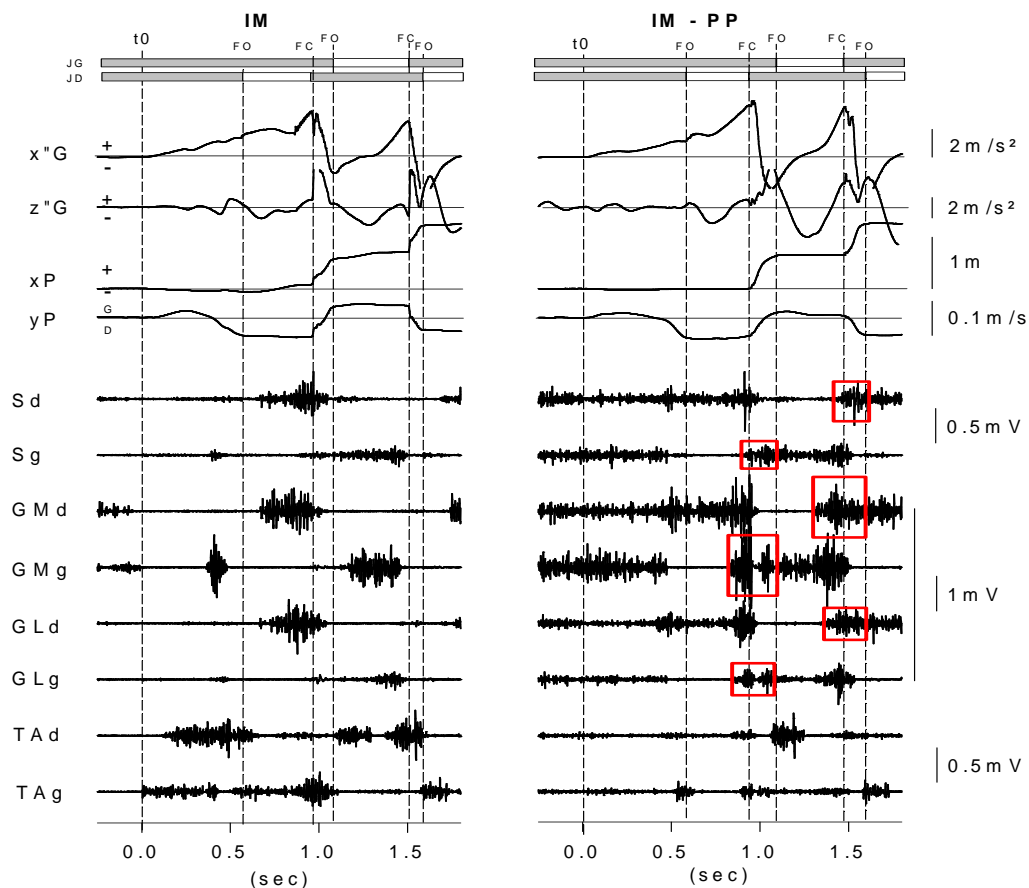 IM IM - PP
t0 FO FC FO FC FO t0 FO FC FO FC FO
JG
JD
x"G + - 2 m/s²
z"G + - 2 m/s²
xP + - 1 m
yP G D 0.1 m/s
Sd
0.5 mV
Sg
GMd
GMg
1 mV
GLd
GLg
TAd
0.5 mV
TAg
0.0 0.5 1.0 1.5 0.0 0.5 1.0 1.5
(sec) (sec)